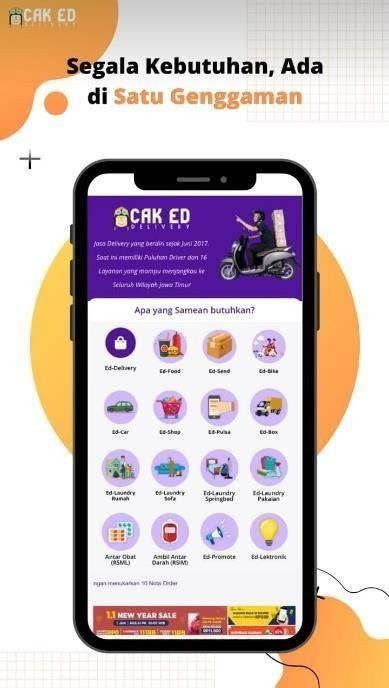 CAK ED
DELIVERY
Segala Kebutuhan, Ada
di Satu Genggaman
CAK ED
DELIVERY
Jasa Delivery yang berdiri sejak Juni 2017.
Saat ini memiliki Puluhan Driver dan 16
Layanan yang mampu menjangkau ke
Seluruh Wilayah Jawa Timur
Apa yang Samean butuhkan?
Ed-Delivery Ed-Food Ed-Send Ed-Bike
Ed-Car Ed-Shop Ed-Pulsa Ed-Box
Ed-Laundry Rumah
Ed-Laundry Sofa
Ed-Laundry Springbed
Ed-Laundry Pakaian
Antar Obat (RSML)
Ambil Antar Darah (RSIM)
Ed-Promote
Ed-Lektronik
ngan menukarkan 10 Nota Order
1.1 NEW YEAR SALE